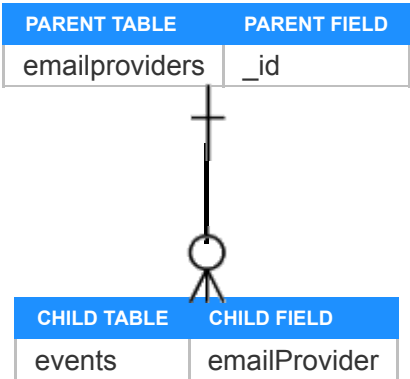 PARENT TABLE PARENT FIELD
emailproviders _id
CHILD TABLE CHILD FIELD
events emailProvider